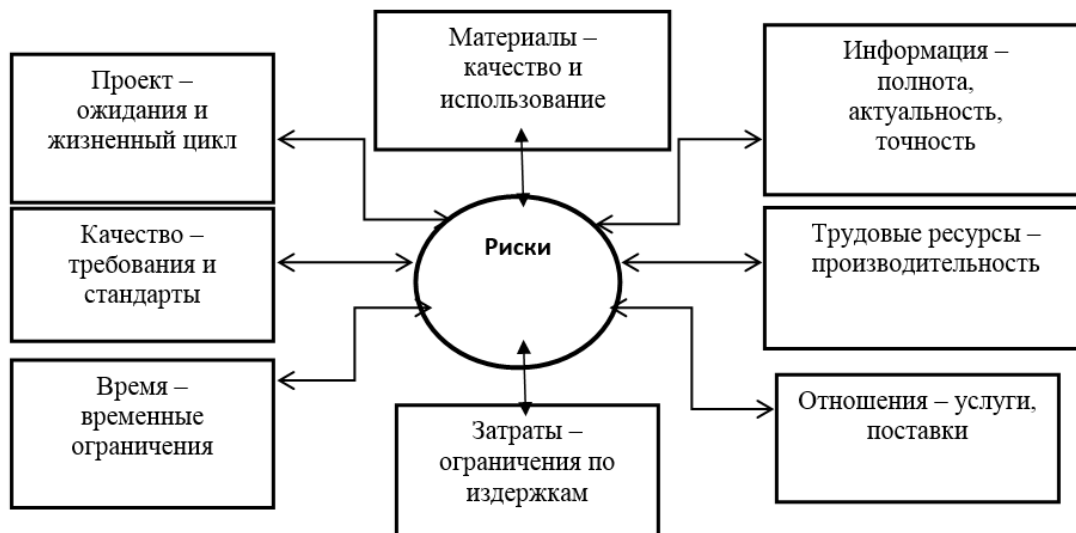 Материалы –
качество и
использование
Информация –
полнота,
актуальность,
точность
Проект –
ожидания и
жизненный цикл
Качество –
требования и
стандарты
Риски
Трудовые ресурсы –
производительность
Время –
временные
ограничения
Затраты –
ограничения по
издержкам
Отношения – услуги,
поставки